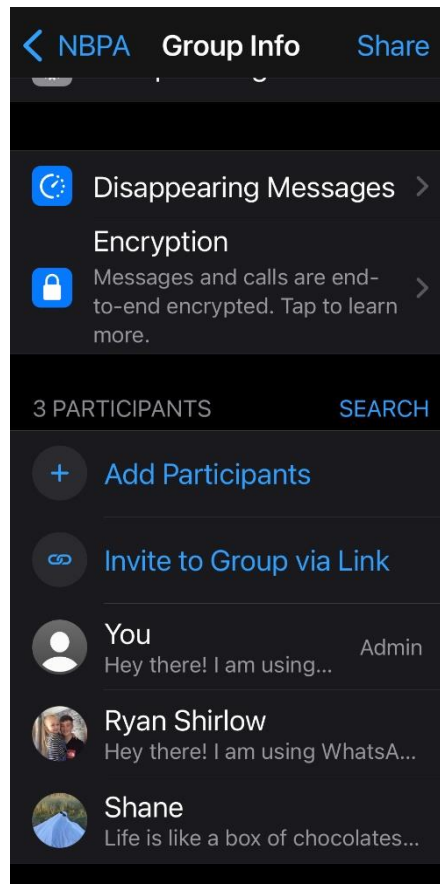 NBPA Group Info Share
Disappearing Messages
Encryption
Messages and calls are end-
to-end encrypted. Tap to learn
more.
3 PARTICIPANTS SEARCH
Add Participants
Invite to Group via Link
You
Admin
Hey there! I am using...
Ryan Shirlow
Hey there! I am using WhatsA...
Shane
Life is like a box of chocolates...